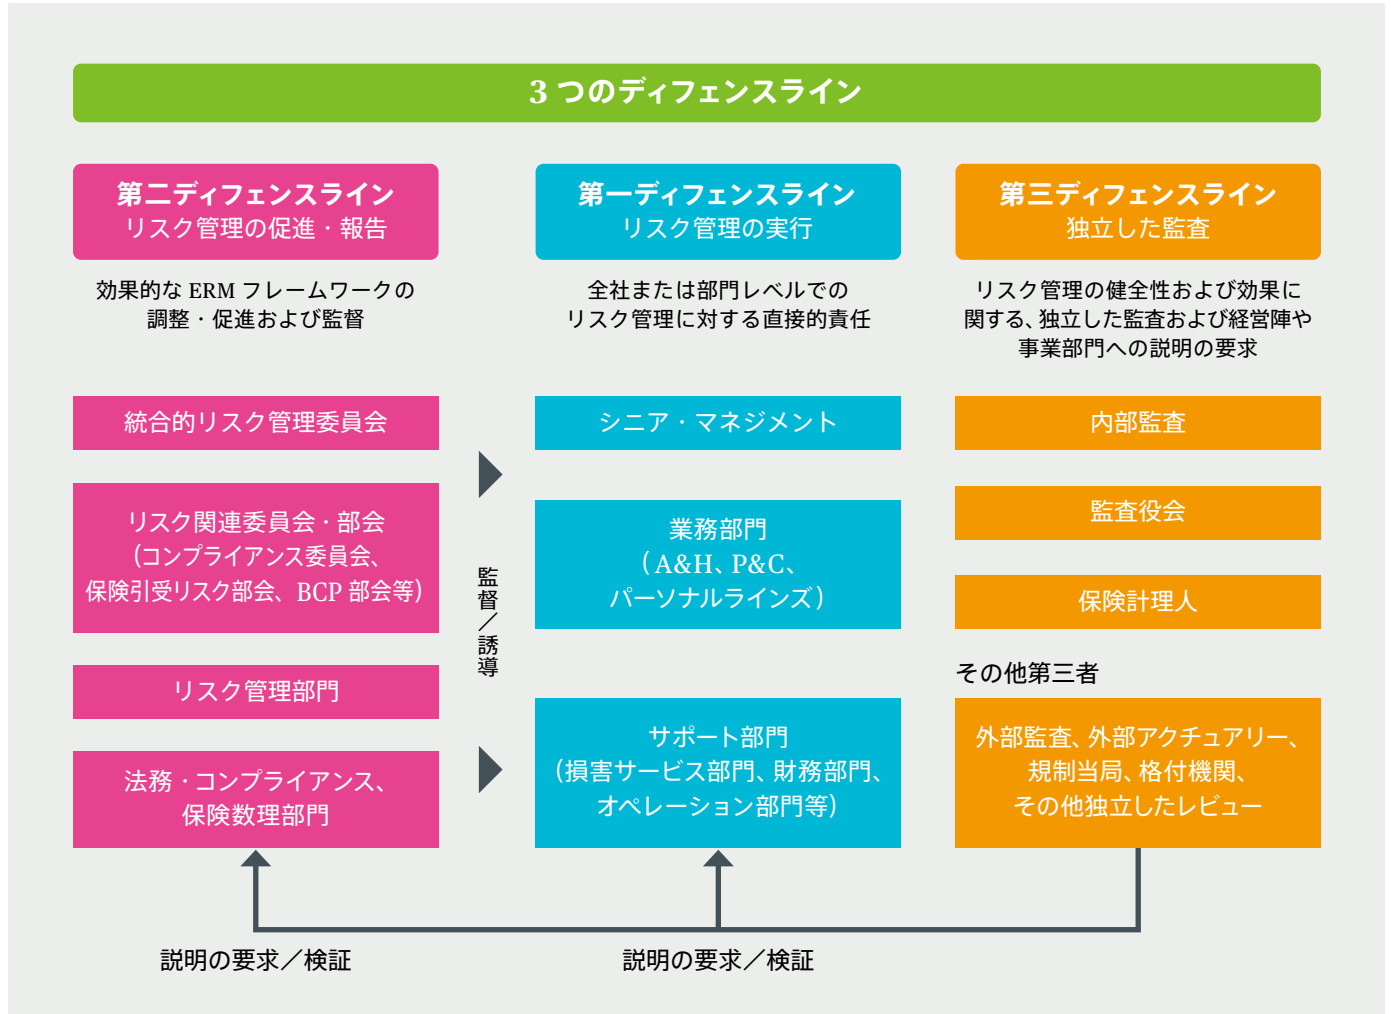 3 つのディフェンスライン
第二ディフェンスライン
リスク管理の促進・報告
効果的な ERM フレームワークの
調整・促進および監督
統合的リスク管理委員会
リスク関連委員会・部会
(コンプライアンス委員会、
保険引受リスク部会、BCP 部会等)
リスク管理部門
法務・コンプライアンス、
保険数理部門
監督／誘導
第一ディフェンスライン
リスク管理の実行
全社または部門レベルでの
リスク管理に対する直接的責任
シニア・マネジメント
業務部門
(A&H、P&C、
パーソナルラインズ)
サポート部門
(損害サービス部門、財務部門、
オペレーション部門等)
第三ディフェンスライン
独立した監査
リスク管理の健全性および効果に
関する、独立した監査および経営陣や
事業部門への説明の要求
内部監査
監査役会
保険計理人
その他第三者
外部監査、外部アクチュアリー、
規制当局、格付機関、
その他独立したレビュー
説明の要求／検証
説明の要求／検証